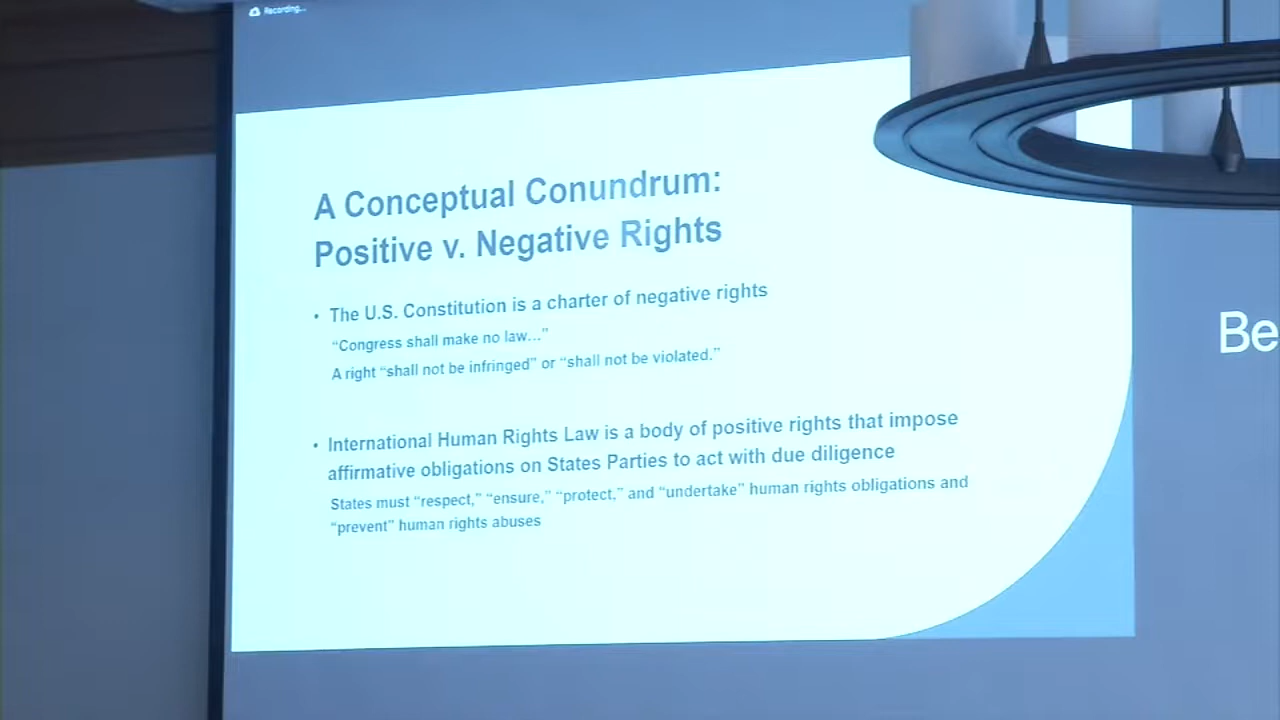 Recording...
A Conceptual Conundrum:
Positive v. Negative Rights
• The U.S. Constitution is a charter of negative rights
“Congress shall make no law...”
A right “shall not be infringed” or “shall not be violated.”
• International Human Rights Law is a body of positive rights that impose
affirmative obligations on States Parties to act with due diligence
States must “respect,” “ensure,” “protect,” and “undertake” human rights obligations and
“prevent” human rights abuses
Be